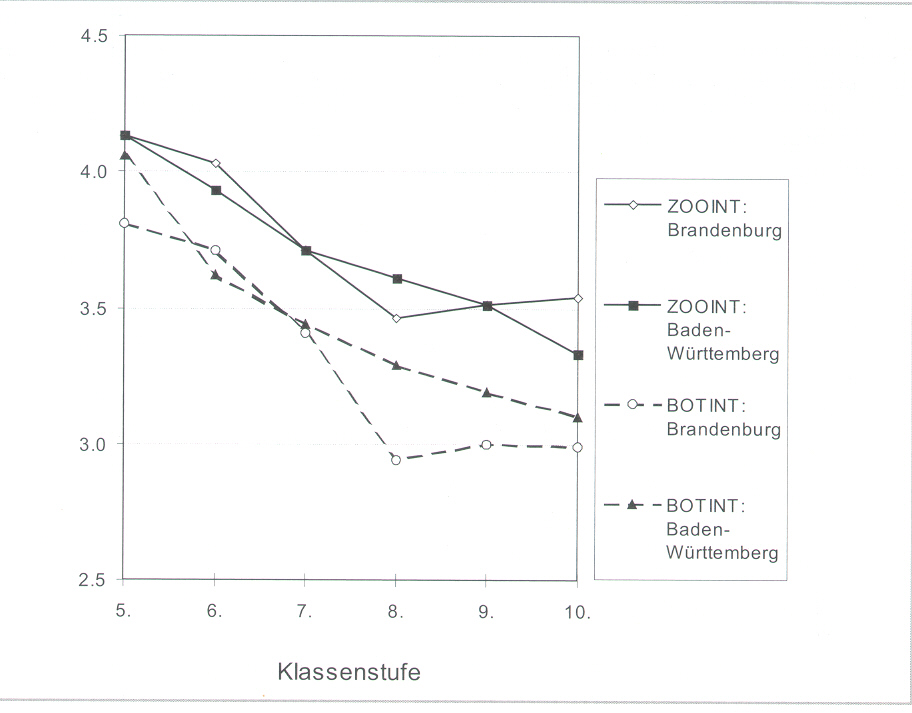 4.5
4.0
3.5
3.0
2.5
5. 6. 7. 8. 9. 10.
Klassenstufe
ZOOINT:
Brandenburg
ZOOINT:
Baden-
Württemberg
BOTINT:
Brandenburg
BOTINT:
Baden-
Württemberg